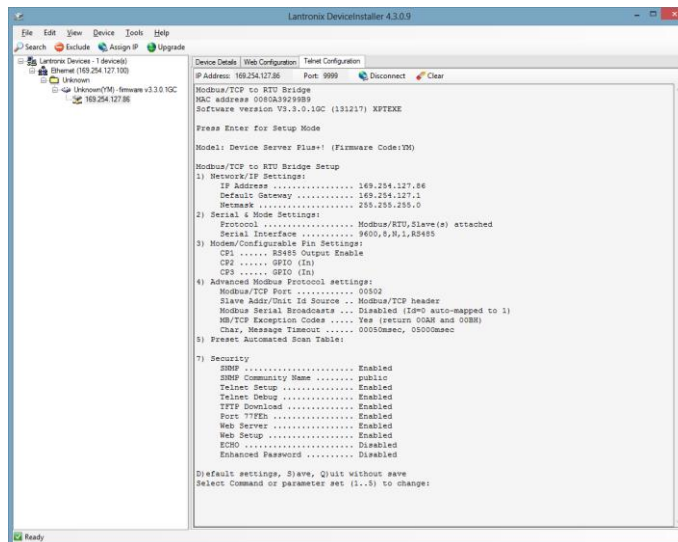 Lantronix DeviceInstaller 4.3.0.9
File Edit View Device Tools Help
Search Exclude Assign IP Upgrade
Lantronix Devices - 1 device(s)
Ethernet (169.254.127.100)
Unknown
Unknown(YM) - firmware v3.3.0.1GC
169.254.127.86
Device Details Web Configuration Telnet Configuration
IP Address: 169.254.127.86 Port: 9999 Disconnect Clear
Modbus/TCP to RTU Bridge
MAC address 0080A39299B9
Software version V3.3.0.1GC (131217) XPTEXE
Press Enter for Setup Mode
Model: Device Server Plus+! (Firmware Code:YM)
Modbus/TCP to RTU Bridge Setup
1) Network/IP Settings:
IP Address ................. 169.254.127.86
Default Gateway ............ 169.254.127.1
Netmask .................... 255.255.255.0
2) Serial & Mode Settings:
Protocol ................... Modbus/RTU,Slave(s) attached
Serial Interface ........... 9600,8,N,1,RS485
3) Modem/Configurable Pin Settings:
CP1 ...... RS485 Output Enable
CP2 ...... GPIO (In)
CP3 ...... GPIO (In)
4) Advanced Modbus Protocol settings:
Modbus/TCP Port ............ 00502
Slave Addr/Unit Id Source .. Modbus/TCP header
Modbus Serial Broadcasts ... Disabled (Id=0 auto-mapped to 1)
MB/TCP Exception Codes ..... Yes (return 00AH and 00BH)
Char, Message Timeout ...... 00050msec, 05000msec
5) Preset Automated Scan Table:
7) Security
SNMP ....................... Enabled
SNMP Community Name ........ public
Telnet Setup ............... Enabled
Telnet Debug ............... Enabled
TFTP Download .............. Enabled
Port 77FEh ................. Enabled
Web Server ................. Enabled
Web Setup .................. Enabled
ECHO ....................... Disabled
Enhanced Password .......... Disabled
D)efault settings, S)ave, Q)uit without save
Select Command or parameter set (1..5) to change:
Ready